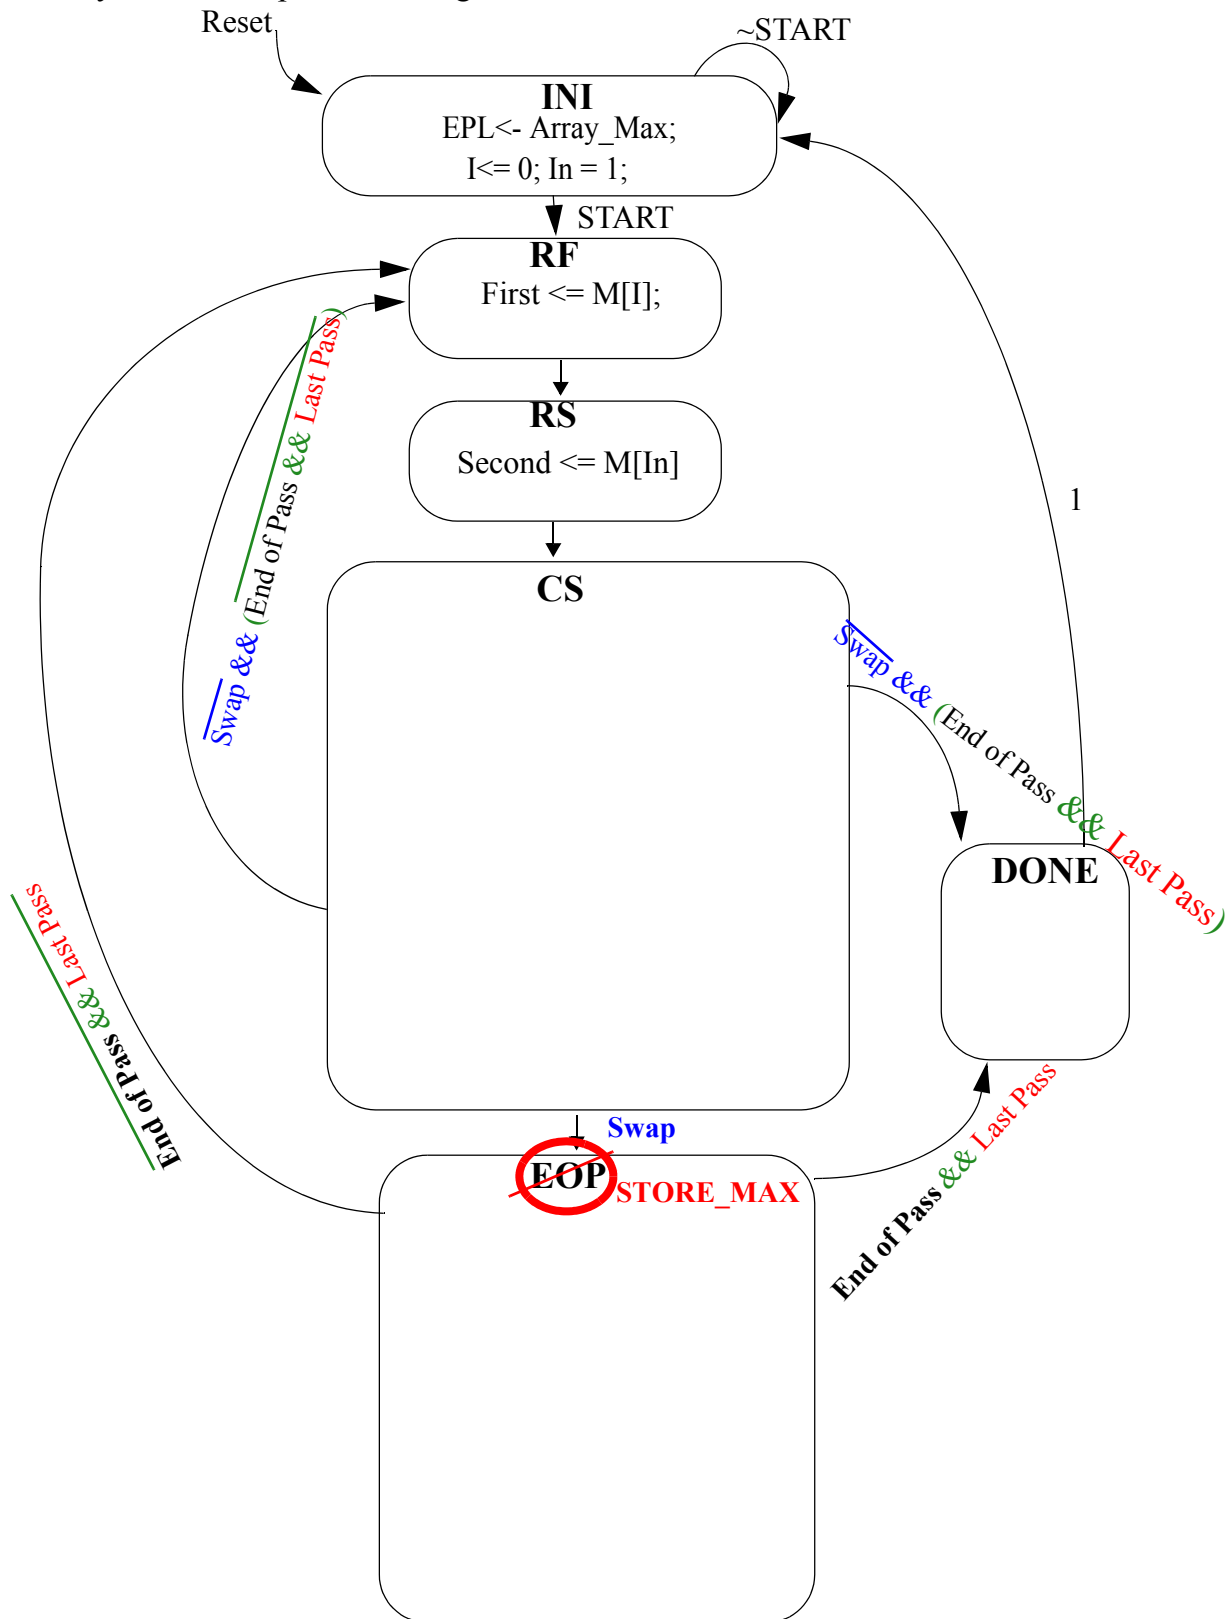 Reset
~START
INI
EPL<- Array_Max;
I<= 0; In = 1;
START
RF
First <= M[I];
RS
Second <= M[In]
1
Swap && (End of Pass && Last Pass)
CS
Swap && (End of Pass && Last Pass)
DONE
End of Pass && Last Pass
Swap
EOP
STORE_MAX
End of Pass && Last Pass